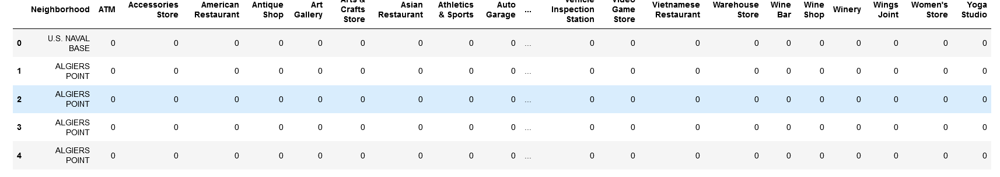 Neighborhood ATM Accessories Store American Restaurant Antique Shop Art Gallery Arts & Crafts Store Asian Restaurant Athletics & Sports Auto Garage ... Vehicle Inspection Station Video Game Store Vietnamese Restaurant Warehouse Store Wine Bar Wine Shop Winery Wings Joint Women's Store Yoga Studio
0 U.S. NAVAL BASE 0 0 0 0 0 0 0 0 0 ... 0 0 0 0 0 0 0 0 0 0
1 ALGIERS POINT 0 0 0 0 0 0 0 0 0 ... 0 0 0 0 0 0 0 0 0 0
2 ALGIERS POINT 0 0 0 0 0 0 0 0 0 ... 0 0 0 0 0 0 0 0 0 0
3 ALGIERS POINT 0 0 0 0 0 0 0 0 0 ... 0 0 0 0 0 0 0 0 0 0
4 ALGIERS POINT 0 0 0 0 0 0 0 0 0 ... 0 0 0 0 0 0 0 0 0 0